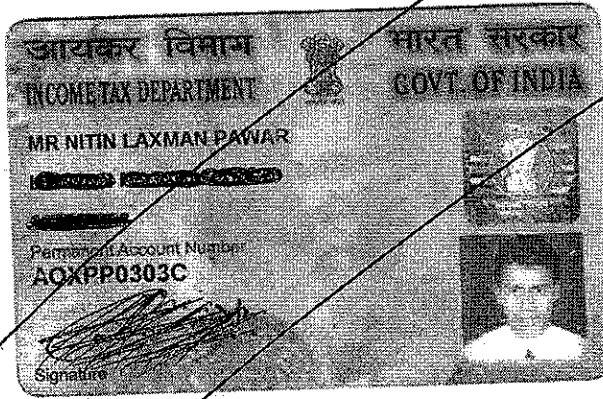 आयकर विभाग
भारत सरकार
INCOME TAX DEPARTMENT
GOVT. OF INDIA
MR NITIN LAXMAN PAWAR
Permanent Account Number
AOXPP0303C
Signature